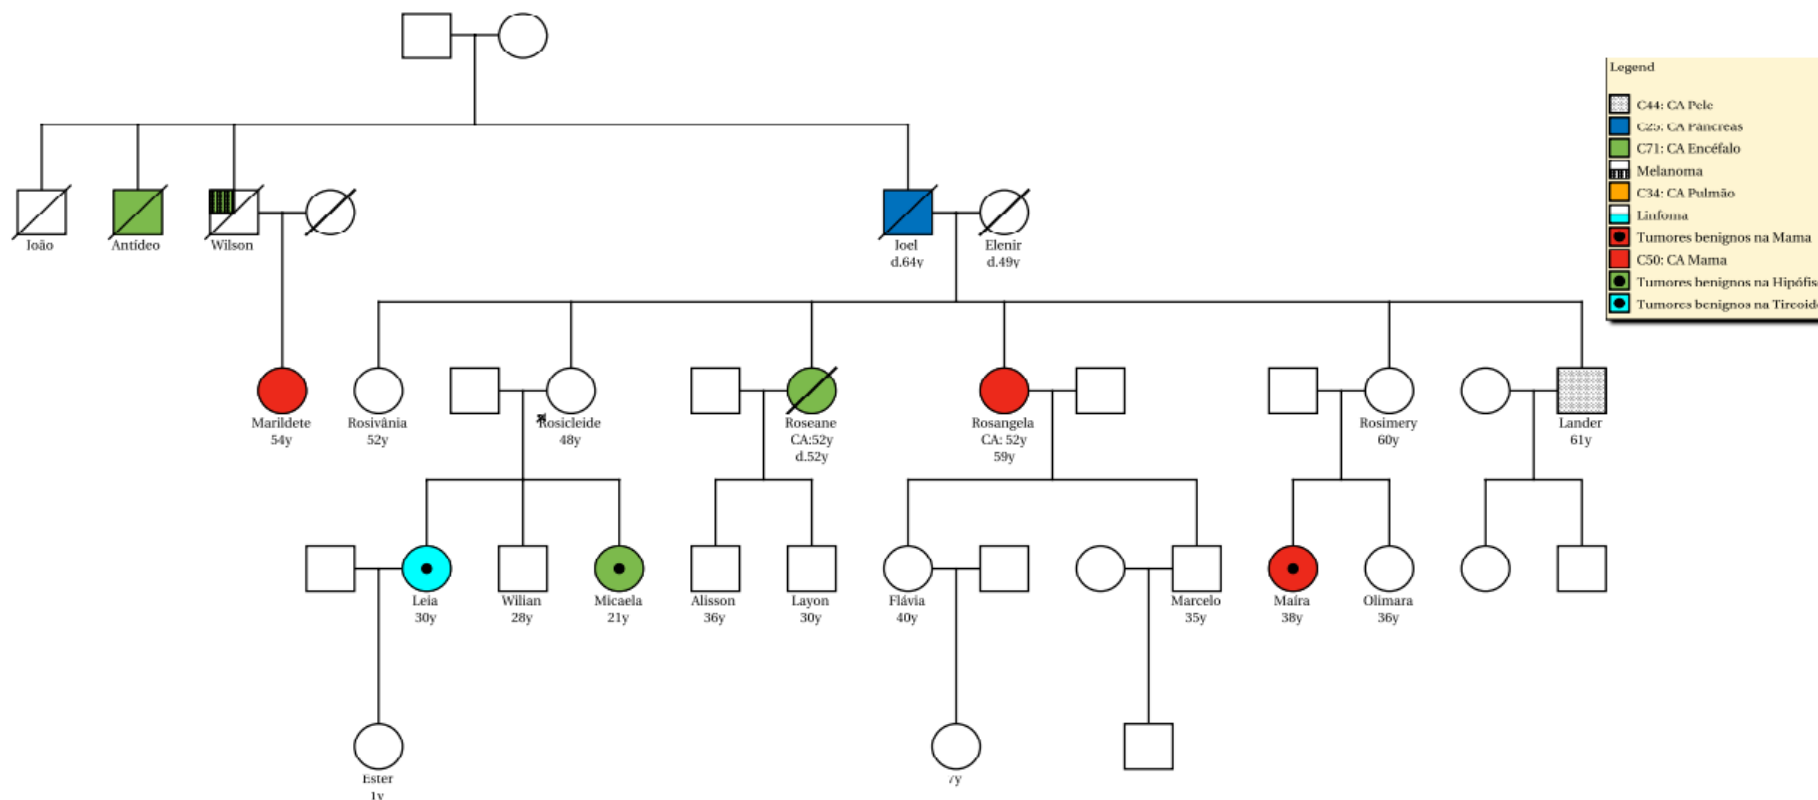 Legend
C44: CA Pele
C25: CA Pâncreas
C71: CA Encéfalo
Melanoma
C34: CA Pulmão
Linfoma
Tumores benignos na Mama
C50: CA Mama
Tumores benignos na Hipófis
Tumores benignos na Tireoid
João
Antídeo
Wilson
Joel
d.64y
Elenir
d.49y
Marildete
54y
Rosivânia
52y
Rosicleide
48y
Roseane
CA:52y
d.52y
Rosangela
CA: 52y
59y
Rosimery
60y
Lander
61y
Leia
30y
Wilian
28y
Micaela
21y
Alisson
36y
Layon
30y
Flávia
40y
Marcelo
35y
Maíra
38y
Olimara
36y
Ester
1y
7y